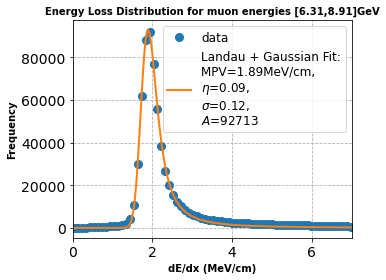 Energy Loss Distribution for muon energies [6.31,8.91]GeV
data
Landau + Gaussian Fit:
MPV=1.89MeV/cm,
η=0.09,
σ=0.12,
A=92713
Frequency
80000
60000
40000
20000
0
0 2 4 6
dE/dx (MeV/cm)